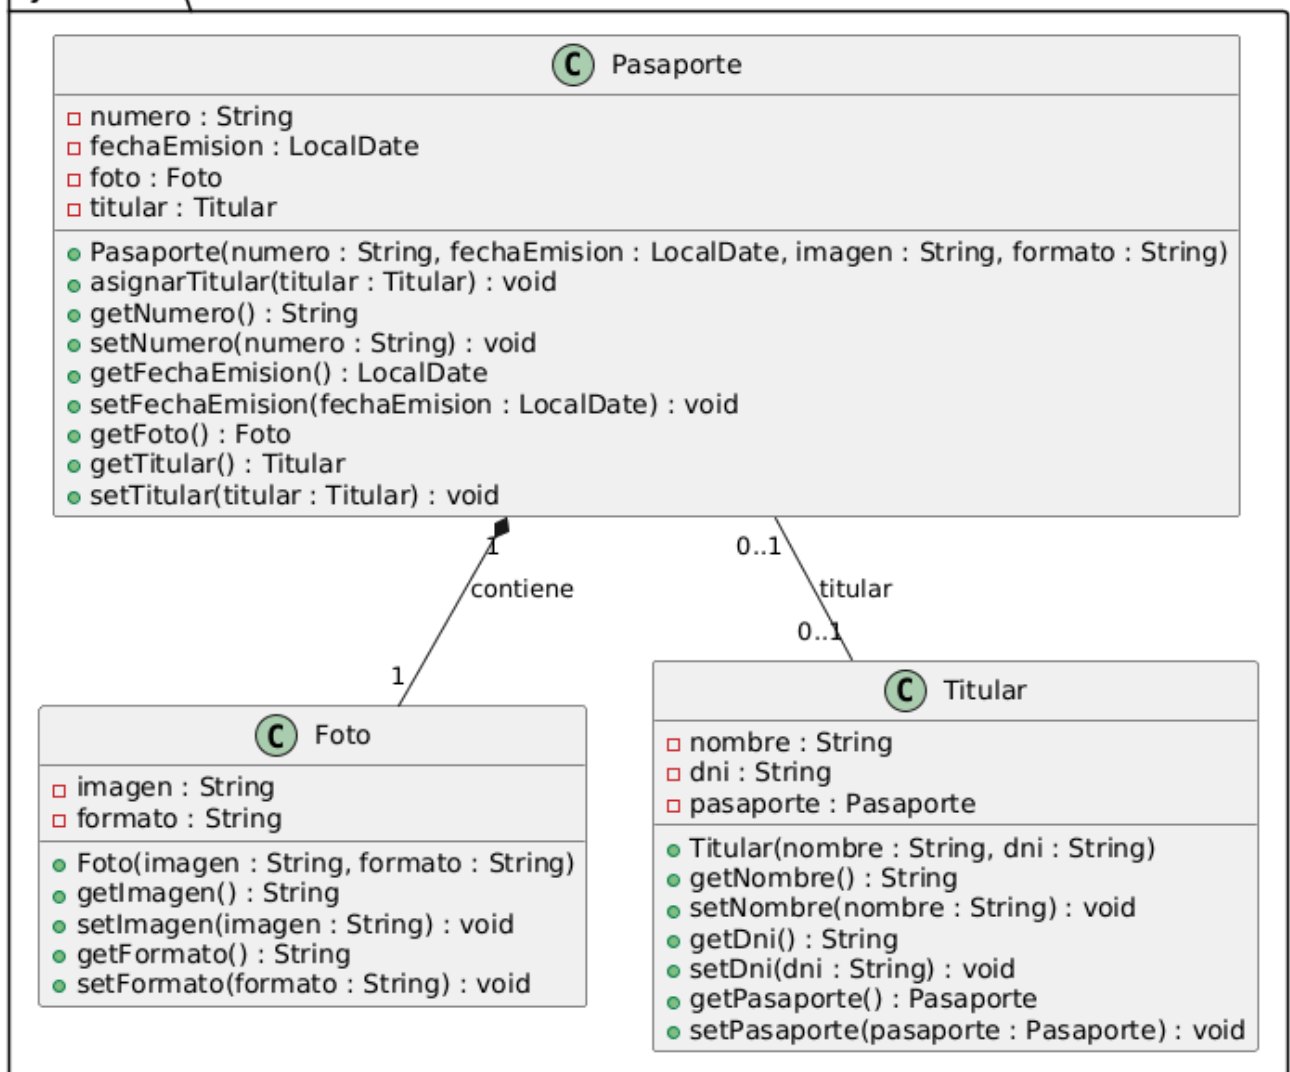 C Pasaporte
numero : String
fechaEmision : LocalDate
foto : Foto
titular : Titular
Pasaporte(numero : String, fechaEmision : LocalDate, imagen : String, formato : String)
asignarTitular(titular : Titular) : void
getNumero() : String
setNumero(numero : String) : void
getFechaEmision() : LocalDate
setFechaEmision(fechaEmision : LocalDate) : void
getFoto() : Foto
getTitular() : Titular
setTitular(titular : Titular) : void
1
contiene
1
0..1
titular
0..1
C Foto
imagen : String
formato : String
Foto(imagen : String, formato : String)
getImagen() : String
setImagen(imagen : String) : void
getFormato() : String
setFormato(formato : String) : void
C Titular
nombre : String
dni : String
pasaporte : Pasaporte
Titular(nombre : String, dni : String)
getNombre() : String
setNombre(nombre : String) : void
getDni() : String
setDni(dni : String) : void
getPasaporte() : Pasaporte
setPasaporte(pasaporte : Pasaporte) : void